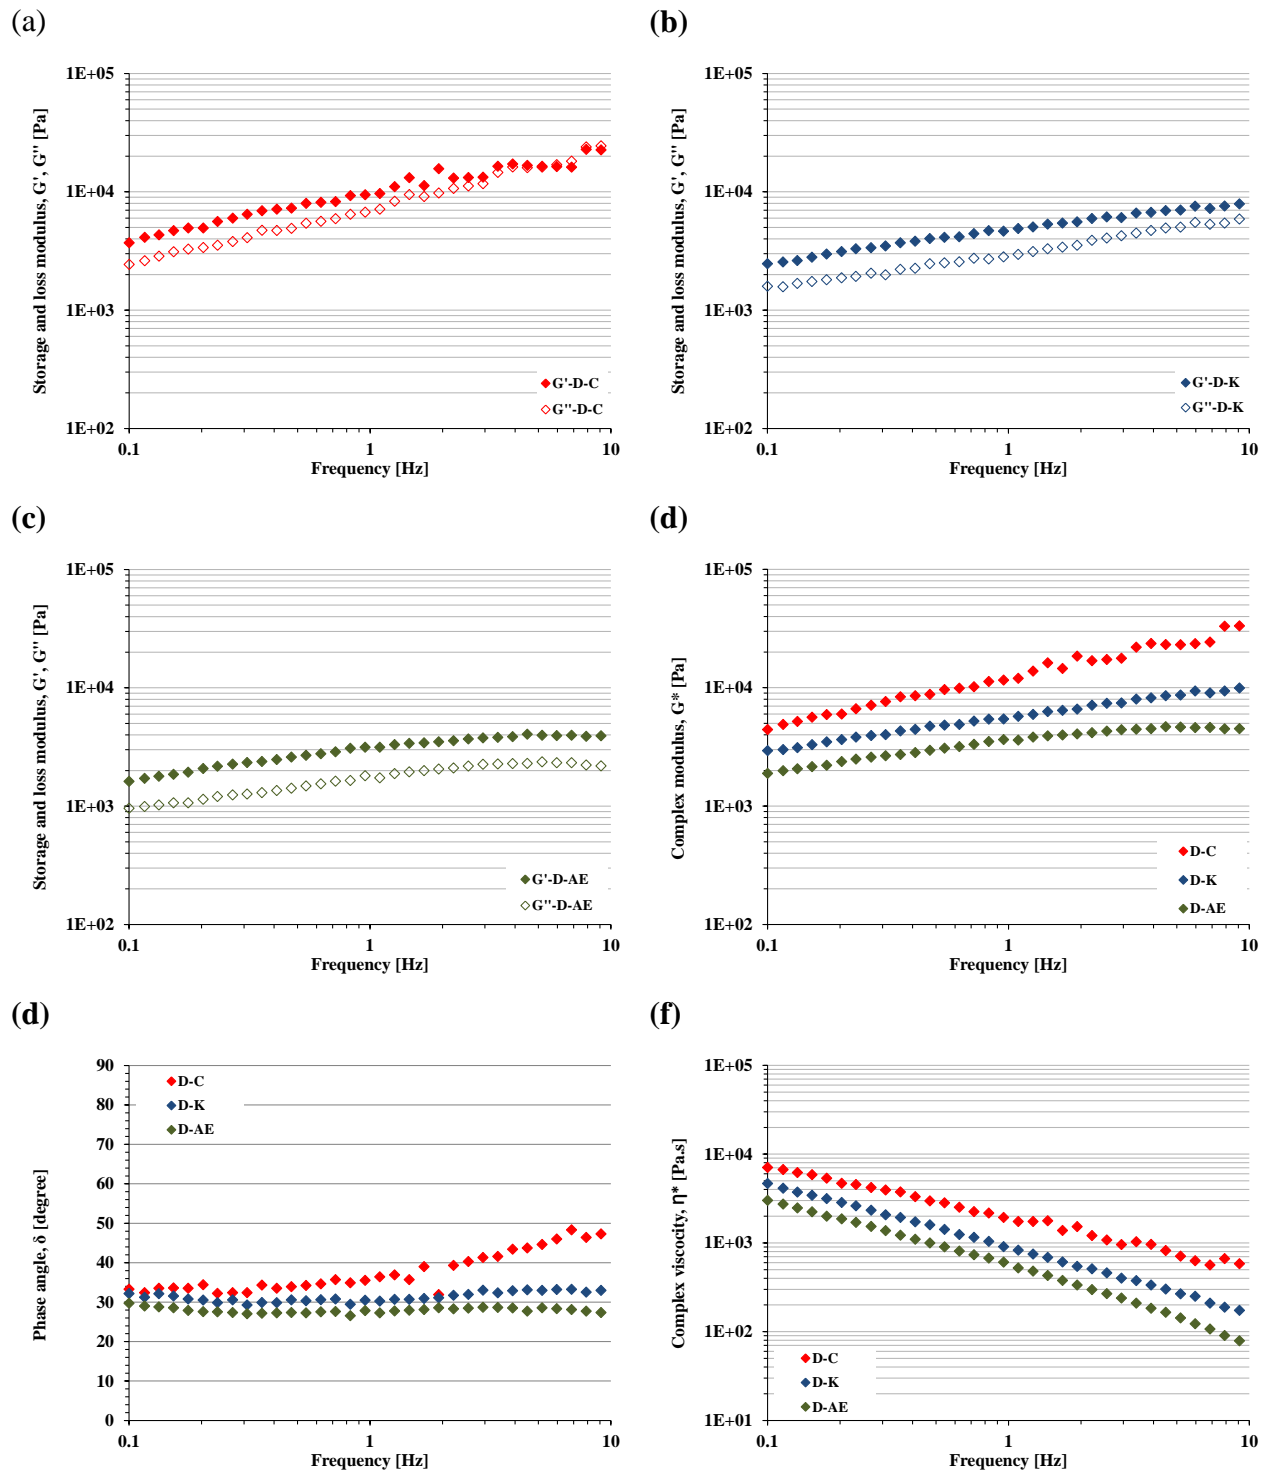 (a)
1E+05
1E+04
1E+03
1E+02
Storage and loss modulus, G', G'' [Pa]
G'-D-C
G''-D-C
0.1
1
10
Frequency [Hz]
(b)
1E+05
1E+04
1E+03
1E+02
Storage and loss modulus, G', G'' [Pa]
G'-D-K
G''-D-K
0.1
1
10
Frequency [Hz]
(c)
1E+05
1E+04
1E+03
1E+02
Storage and loss modulus, G', G'' [Pa]
G'-D-AE
G''-D-AE
0.1
1
10
Frequency [Hz]
(d)
1E+05
1E+04
1E+03
1E+02
Complex modulus, G* [Pa]
D-C
D-K
D-AE
0.1
1
10
Frequency [Hz]
(d)
90
80
70
60
50
40
30
20
10
0
Phase angle, δ [degree]
D-C
D-K
D-AE
0.1
1
10
Frequency [Hz]
(f)
1E+05
1E+04
1E+03
1E+02
1E+01
Complex viscocity, η* [Pa.s]
D-C
D-K
D-AE
0.1
1
10
Frequency [Hz]